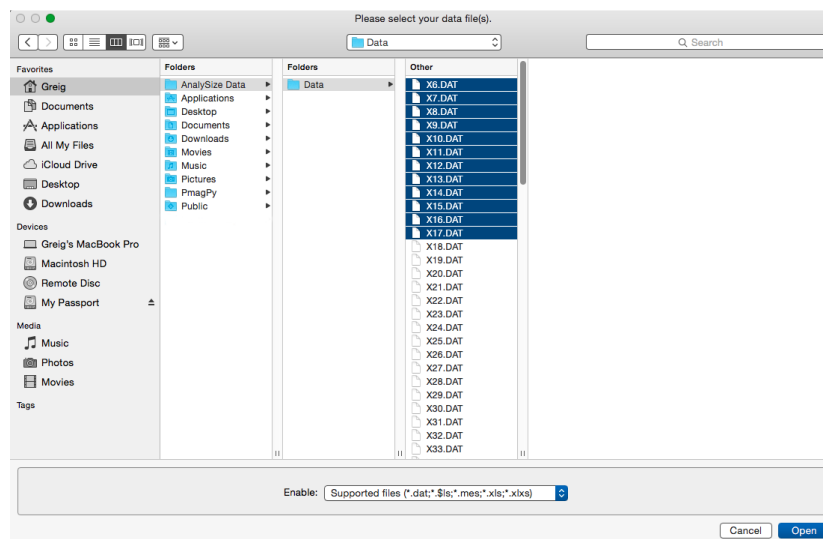 Please select your data file(s).
Data
Search
Favorites
Greig
Documents
Applications
All My Files
iCloud Drive
Desktop
Downloads
Devices
Greig's MacBook Pro
Macintosh HD
Remote Disc
My Passport
Media
Music
Photos
Movies
Tags
Folders
AnalySize Data
Applications
Desktop
Documents
Downloads
Movies
Music
Pictures
PmagPy
Public
Folders
Data
Other
X6.DAT
X7.DAT
X8.DAT
X9.DAT
X10.DAT
X11.DAT
X12.DAT
X13.DAT
X14.DAT
X15.DAT
X16.DAT
X17.DAT
X18.DAT
X19.DAT
X20.DAT
X21.DAT
X22.DAT
X23.DAT
X24.DAT
X25.DAT
X26.DAT
X27.DAT
X28.DAT
X29.DAT
X30.DAT
X31.DAT
X32.DAT
X33.DAT
Enable: Supported files (*.dat;*.$ls;*.mes;*.xls;*.xlxs)
Cancel
Open